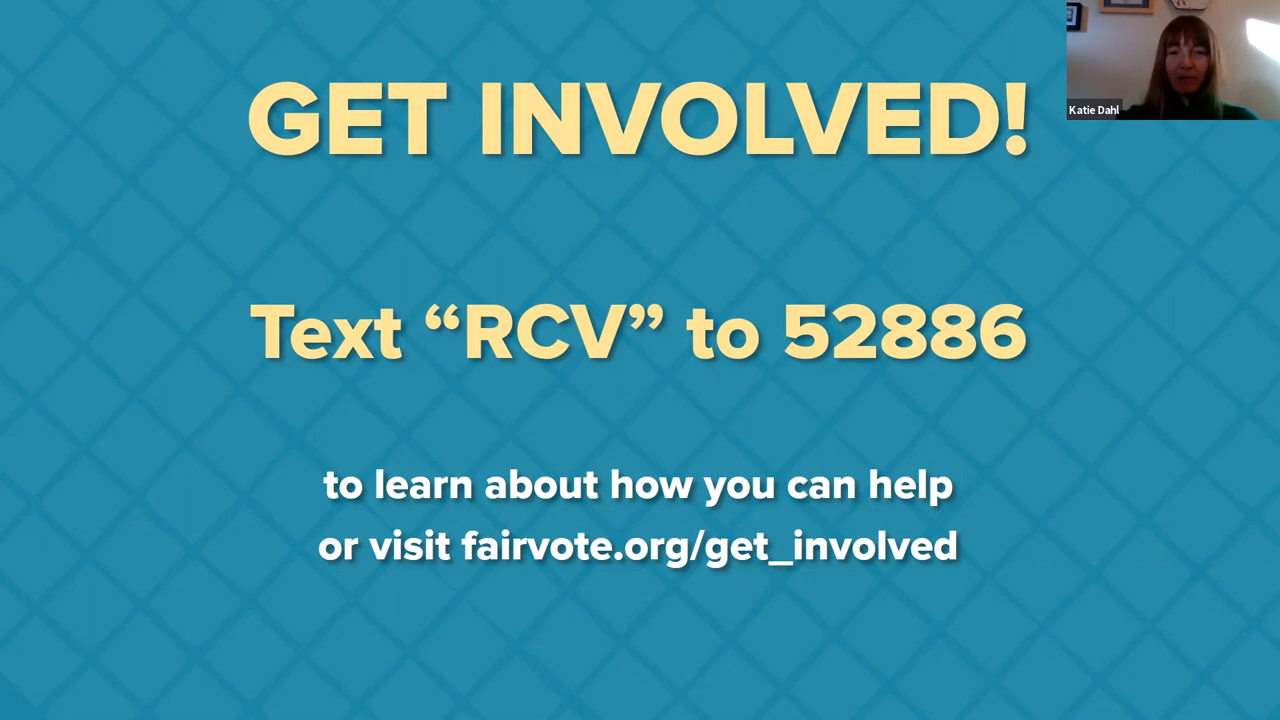 GET INVOLVED!
Katie Dahl
Text “RCV” to 52886
to learn about how you can help
or visit fairvote.org/get_involved